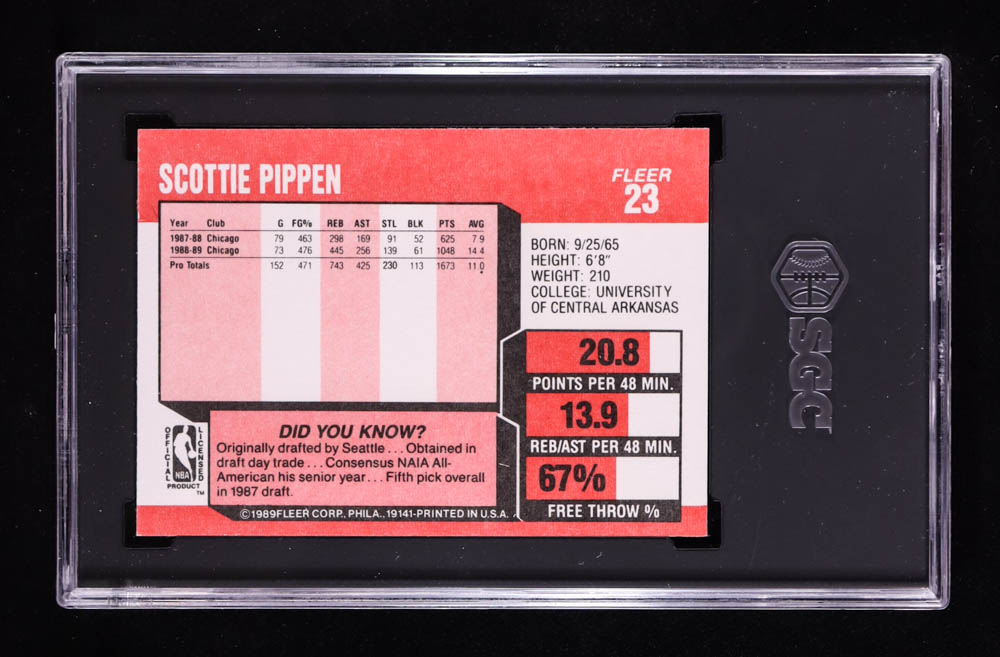 SCOTTIE PIPPEN
FLEER
23
Year Club G FG% REB AST STL BLK PTS AVG
1987-88 Chicago 79 463 298 169 91 52 625 7.9
1988-89 Chicago 73 476 445 256 139 61 1048 14.4
Pro Totals 152 471 743 425 230 113 1673 11.0
BORN: 9/25/65
HEIGHT: 6'8"
WEIGHT: 210
COLLEGE: UNIVERSITY
OF CENTRAL ARKANSAS
20.8
POINTS PER 48 MIN.
13.9
REB/AST PER 48 MIN.
67%
FREE THROW %
OFFICIAL LICENSED
NBA
PRODUCT TM
DID YOU KNOW?
Originally drafted by Seattle . . . Obtained in
draft day trade . . . Consensus NAIA All-
American his senior year . . . Fifth pick overall
in 1987 draft.
©1989 FLEER CORP., PHILA., 19141-PRINTED IN U.S.A.
SGC